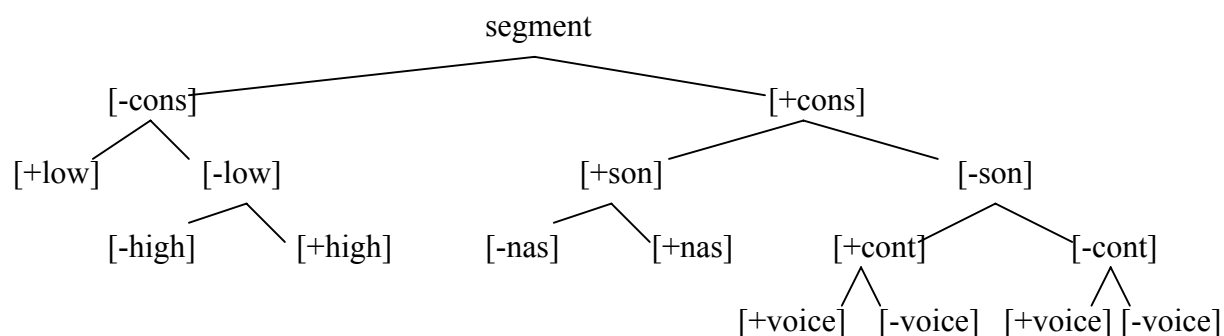 segment
[-cons] [+cons]
[+low] [-low] [+son] [-son]
[-high] [+high] [-nas] [+nas] [+cont] [-cont]
[+voice] [-voice] [+voice] [-voice]